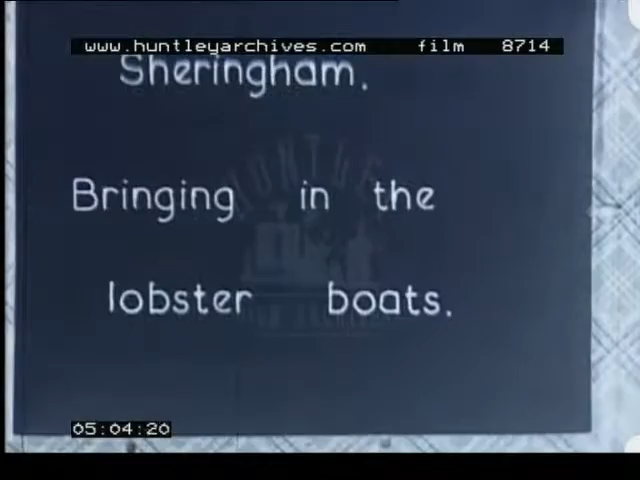 www.huntleyarchives.com film 8714
Sheringham.
Bringing in the
lobster boats.
05:04:20